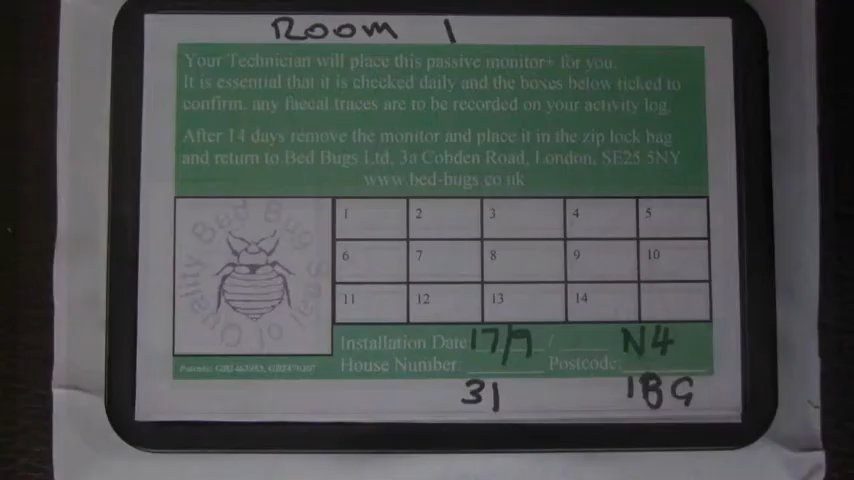 Room 1
Your Technician will place this passive monitor+ for you.
It is essential that it is checked daily and the boxes below ticked to
confirm, any faecal traces are to be recorded on your activity log.
After 14 days remove the monitor and place it in the zip lock bag
and return to Bed Bugs Ltd, 3a Cobden Road, London, SE25 5NY
www.bed-bugs.co.uk
Quality Bed Bug Seal of
1 2 3 4 5
6 7 8 9 10
11 12 13 14
Installation Date 17/9 / N4
House Number: Postcode:
31 1BG